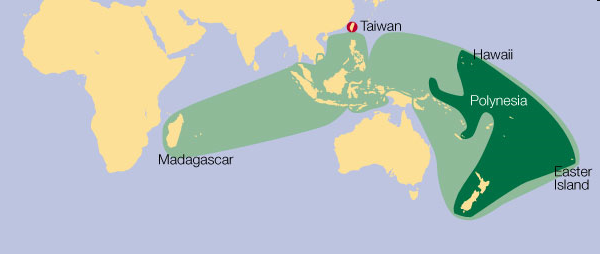 Taiwan
Hawaii
Polynesia
Madagascar
Easter
Island